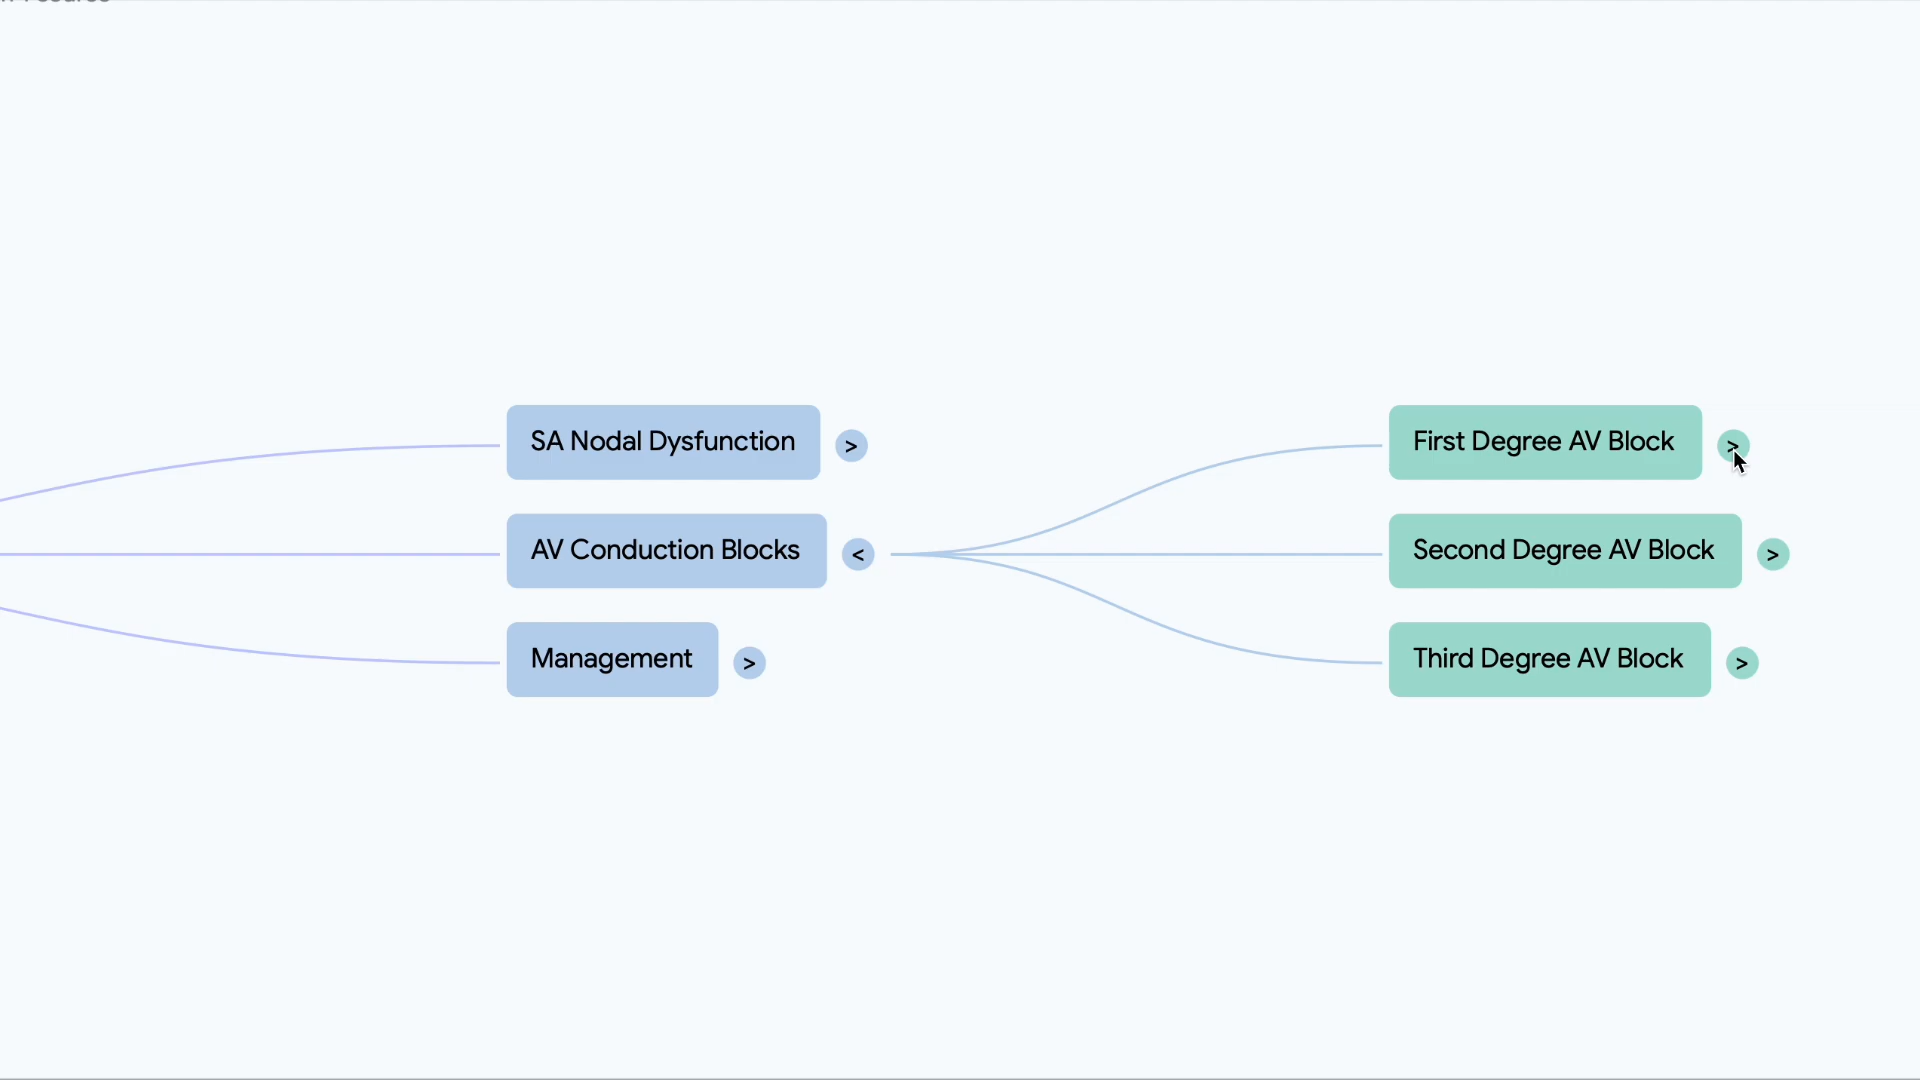 SA Nodal Dysfunction >
AV Conduction Blocks <
Management >
First Degree AV Block >
Second Degree AV Block >
Third Degree AV Block >